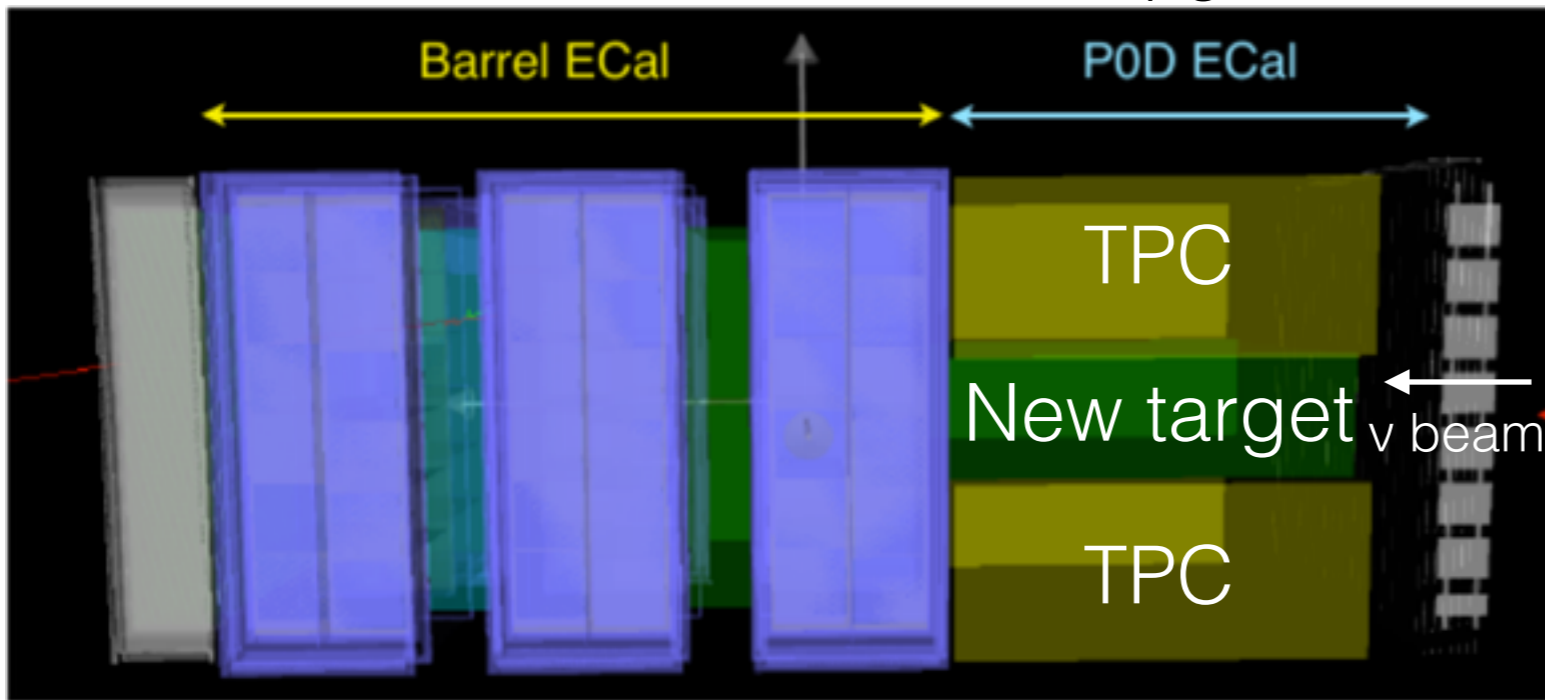 Barrel ECal
P0D ECal
TPC
New target
ν beam
TPC